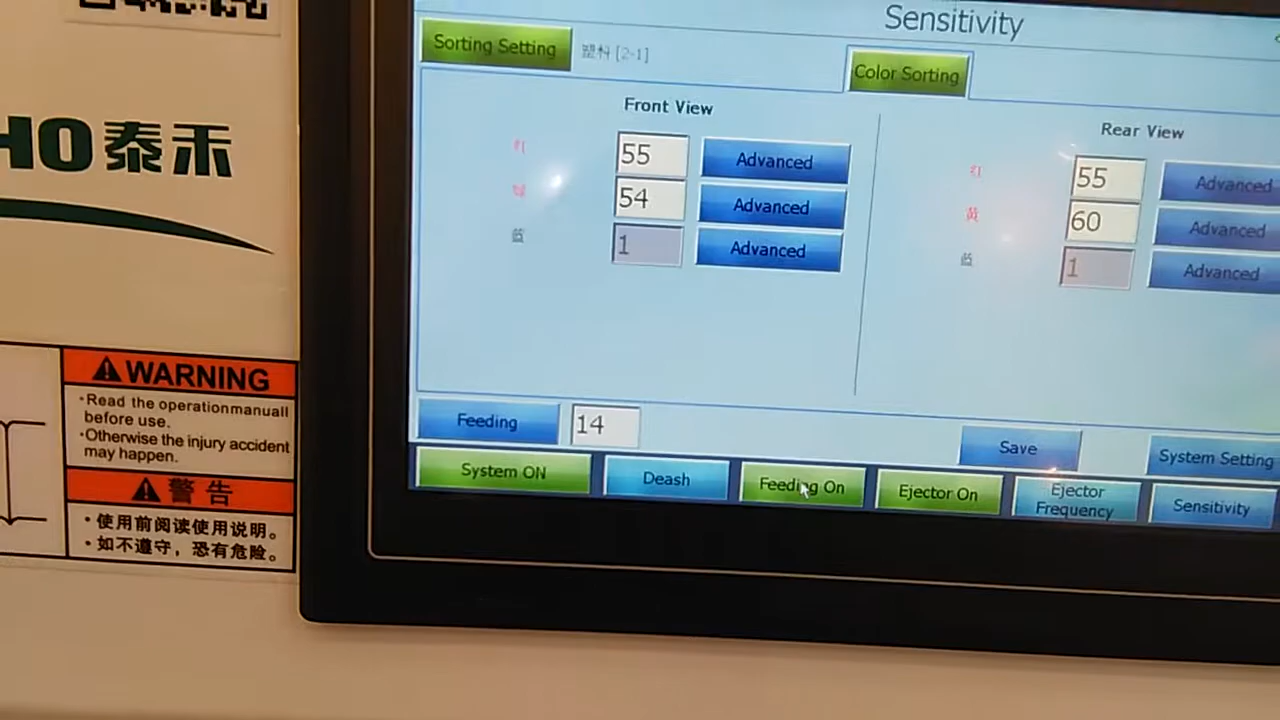 HO泰禾
WARNING
·Read the operationmanuall
before use.
·Otherwise the injury accident
may happen.
警告
·使用前阅读使用说明。
·如不遵守,恐有危险。
Sensitivity
Sorting Setting
塑料 [2-1]
Color Sorting
Front View
红 55 Advanced
绿 54 Advanced
蓝 1 Advanced
Rear View
红 55 Advanced
黄 60 Advanced
蓝 1 Advanced
Feeding 14
Save
System Setting
System ON
Deash
Feeding On
Ejector On
Ejector
Frequency
Sensitivity